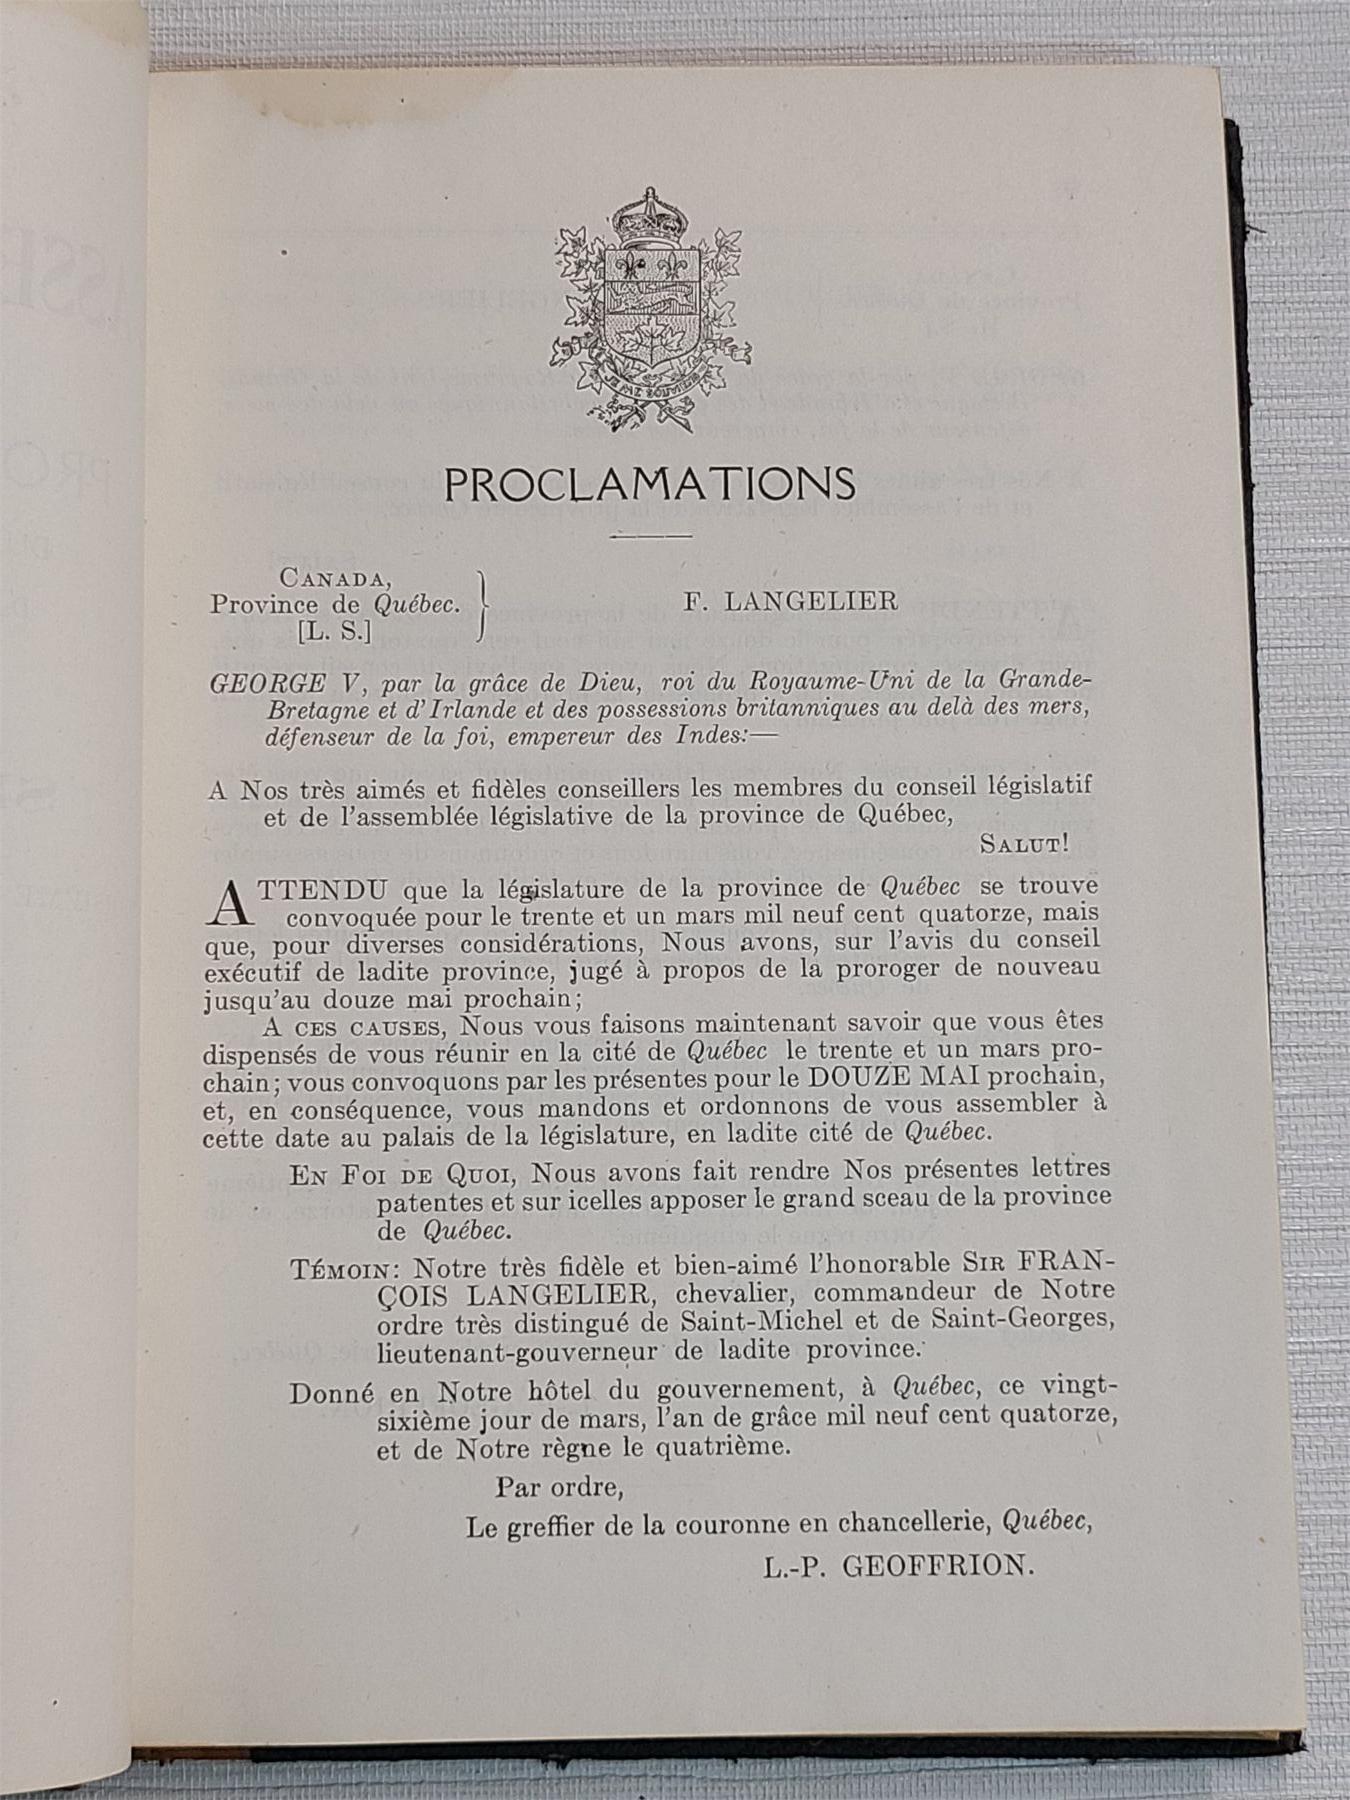 JE ME SOUVIENS
PROCLAMATIONS
CANADA,
Province de Québec.
[L. S.]
F. LANGELIER
GEORGE V, par la grâce de Dieu, roi du Royaume-Uni de la Grande-
Bretagne et d'Irlande et des possessions britanniques au delà des mers,
défenseur de la foi, empereur des Indes:—
A Nos très aimés et fidèles conseillers les membres du conseil législatif
et de l'assemblée législative de la province de Québec,
SALUT!
ATTENDU que la législature de la province de Québec se trouve
convoquée pour le trente et un mars mil neuf cent quatorze, mais
que, pour diverses considérations, Nous avons, sur l'avis du conseil
exécutif de ladite province, jugé à propos de la proroger de nouveau
jusqu'au douze mai prochain;
A CES CAUSES, Nous vous faisons maintenant savoir que vous êtes
dispensés de vous réunir en la cité de Québec le trente et un mars pro-
chain; vous convoquons par les présentes pour le DOUZE MAI prochain,
et, en conséquence, vous mandons et ordonnons de vous assembler à
cette date au palais de la législature, en ladite cité de Québec.
EN FOI DE QUOI, Nous avons fait rendre Nos présentes lettres
patentes et sur icelles apposer le grand sceau de la province
de Québec.
TÉMOIN: Notre très fidèle et bien-aimé l'honorable SIR FRAN-
ÇOIS LANGELIER, chevalier, commandeur de Notre
ordre très distingué de Saint-Michel et de Saint-Georges,
lieutenant-gouverneur de ladite province.
Donné en Notre hôtel du gouvernement, à Québec, ce vingt-
sixième jour de mars, l'an de grâce mil neuf cent quatorze,
et de Notre règne le quatrième.
Par ordre,
Le greffier de la couronne en chancellerie, Québec,
L.-P. GEOFFRION.